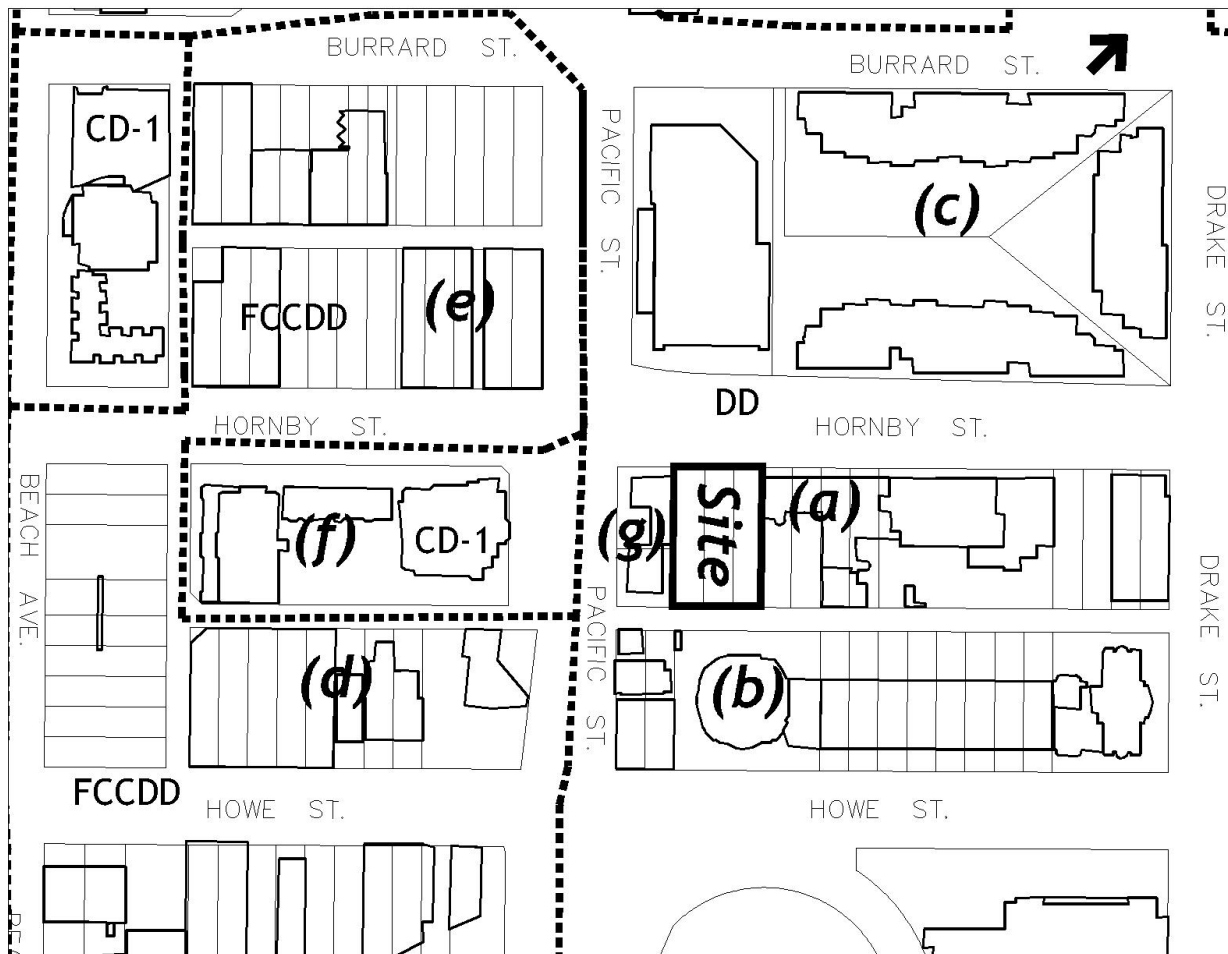 BURRARD ST.
BURRARD ST.
CD-1
PACIFIC ST.
(c)
DRAKE ST.
FCCDD
(e)
DD
HORNBY ST.
HORNBY ST.
BEACH AVE.
(f)
CD-1
(g)
Site
(a)
DRAKE ST.
PACIFIC ST.
(d)
(b)
FCCDD
HOWE ST.
HOWE ST.